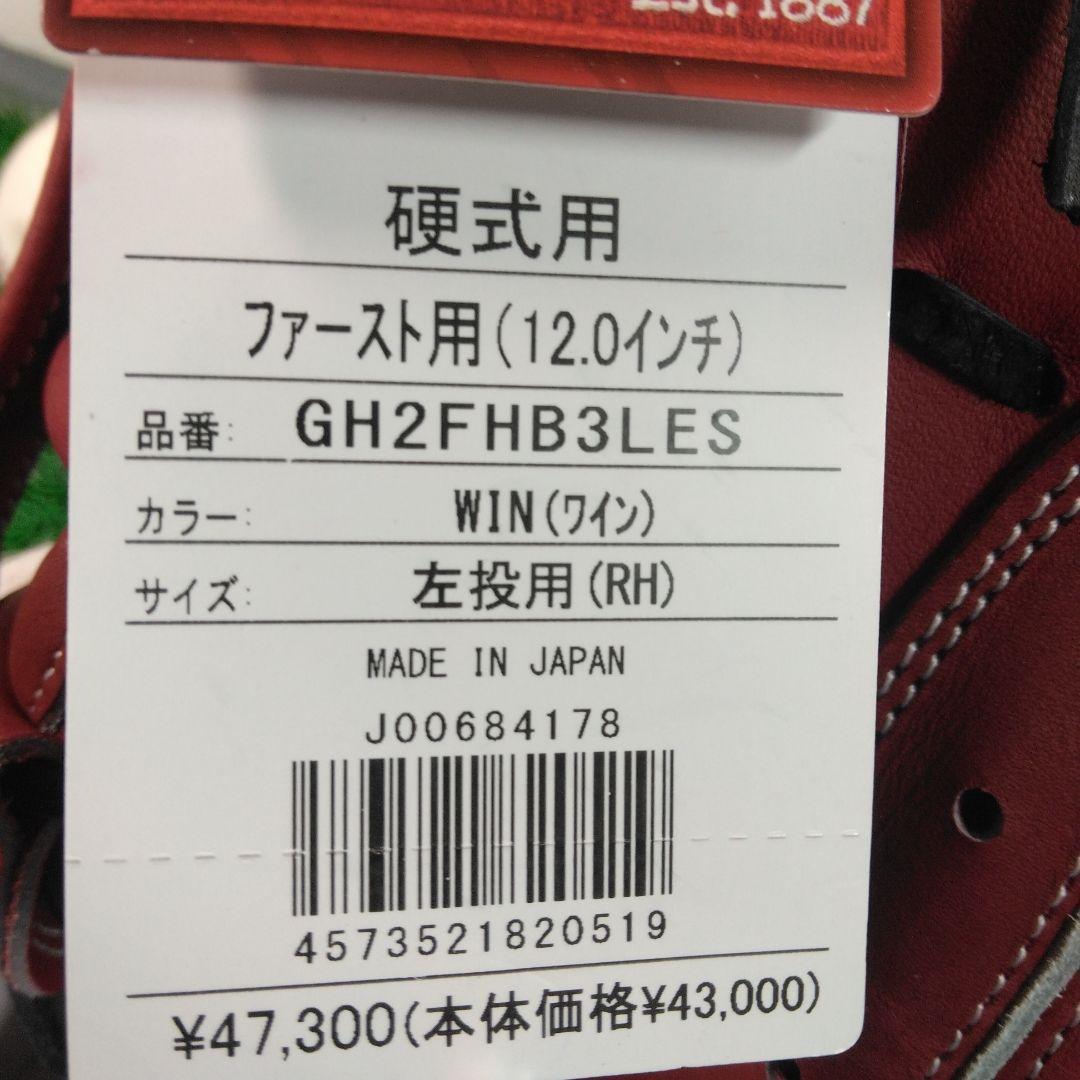 Est. 1887
硬式用
ファースト用(12.0インチ)
品番: GH2FHB3LES
カラー: WIN(ワイン)
サイズ: 左投用(RH)
MADE IN JAPAN
J00684178
4573521820519
¥47,300(本体価格¥43,000)